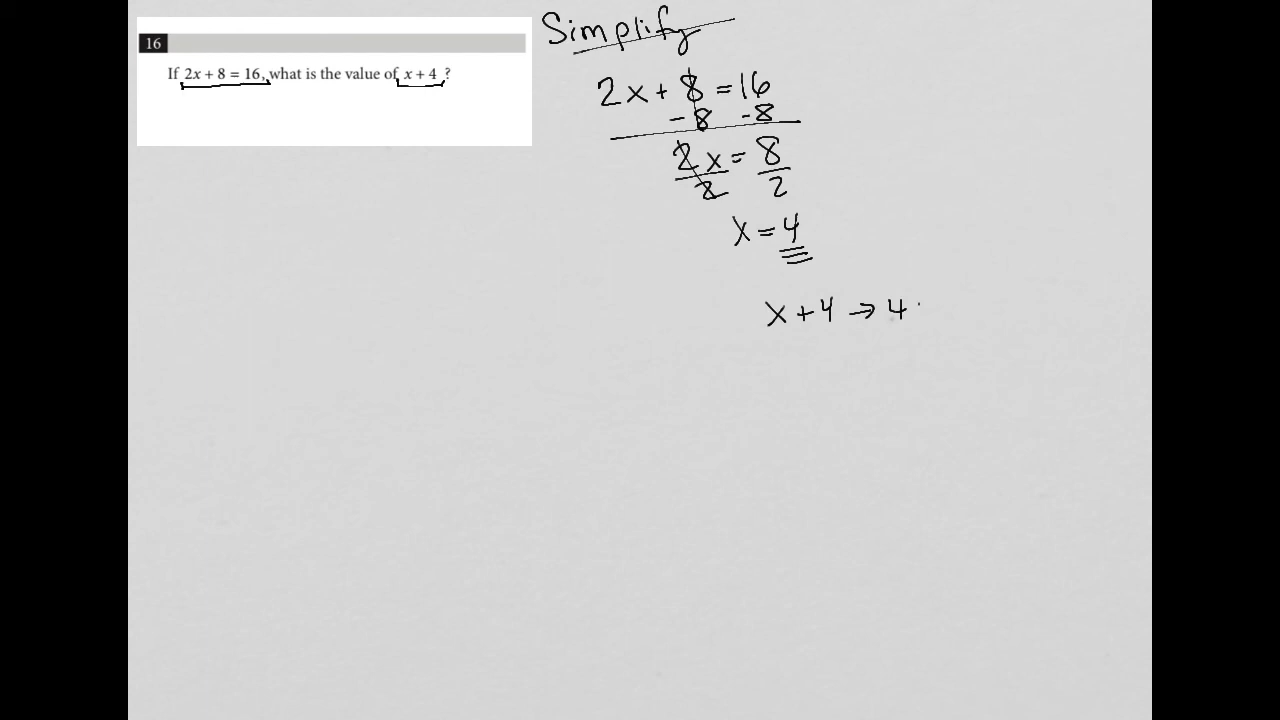 16
If 2x + 8 = 16, what is the value of x + 4 ?
Simplify
2x + 8 = 16
- 8 - 8
2x = 8
2 2
x = 4
x + 4 → 4